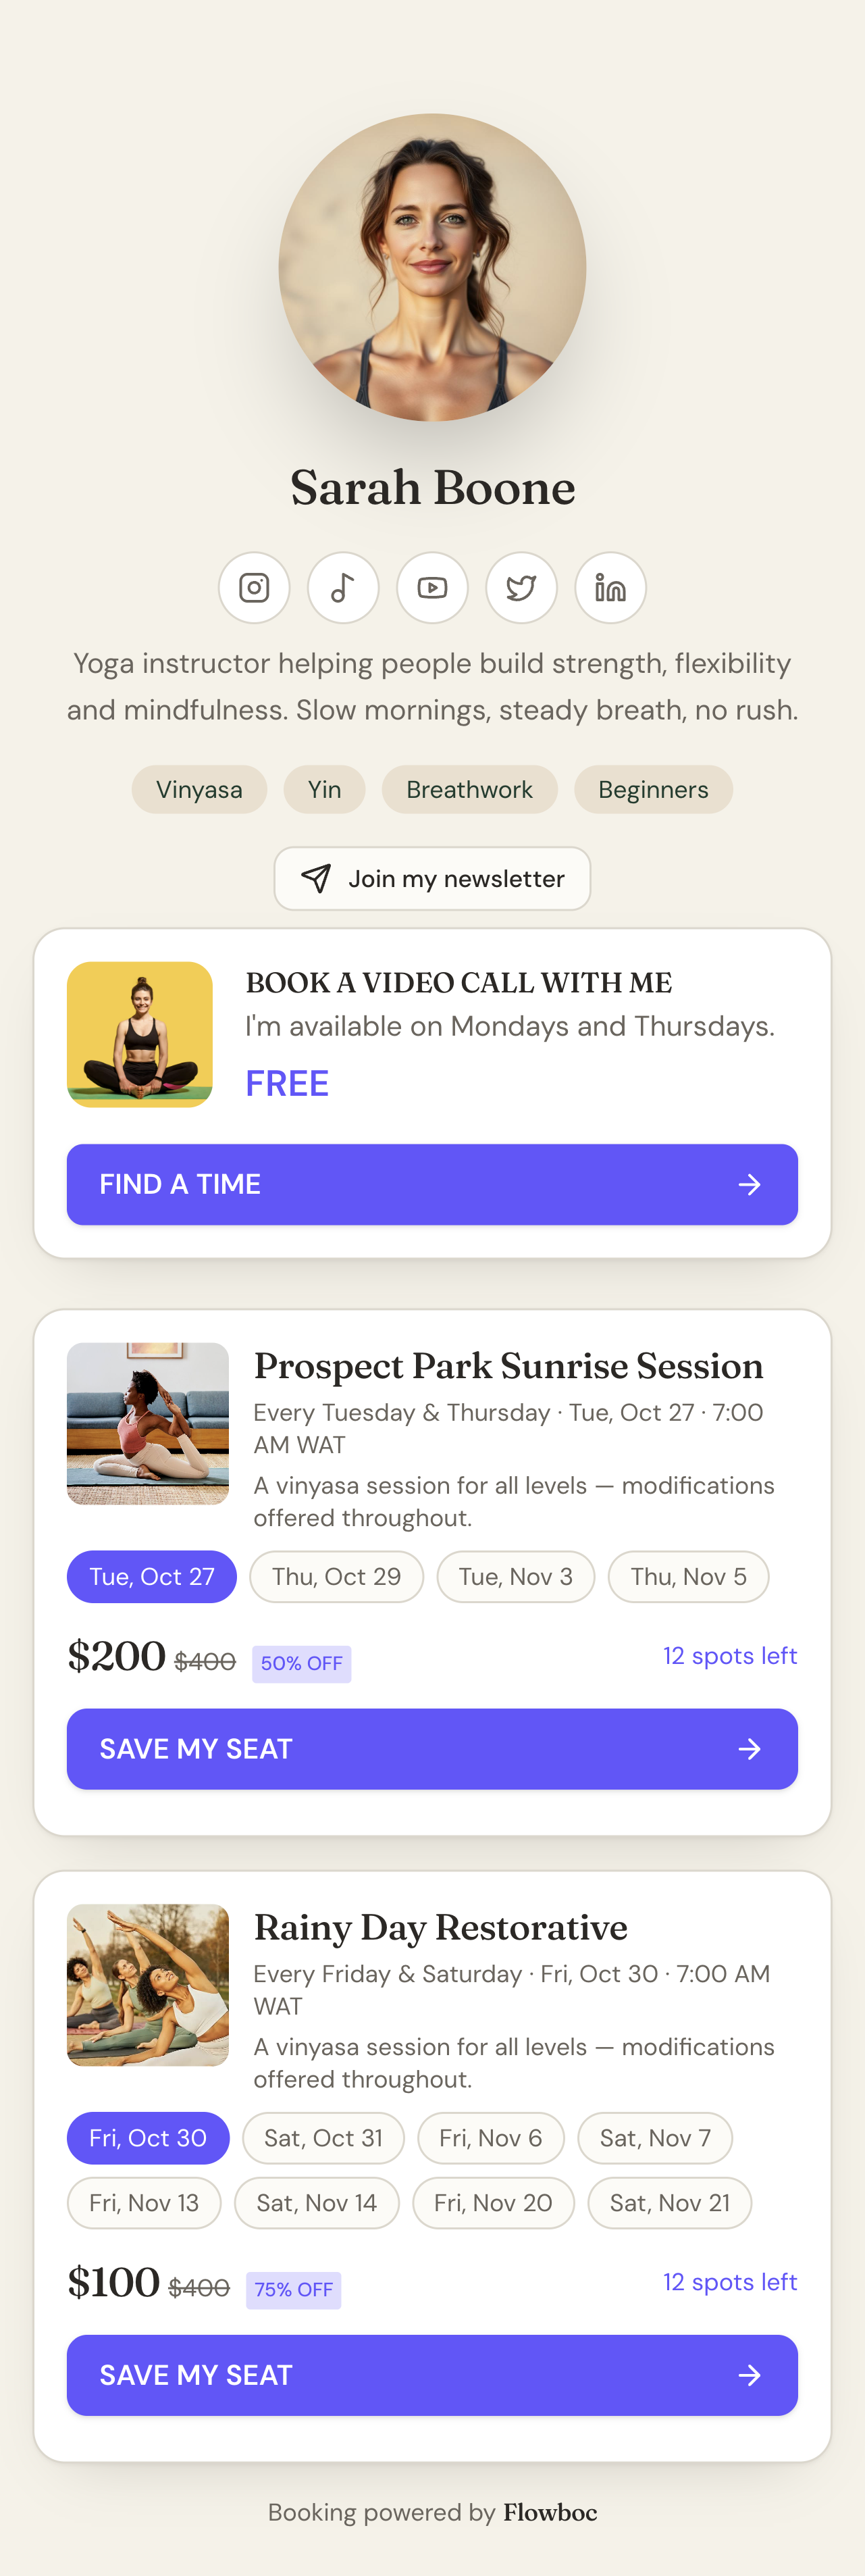 Sarah Boone
Yoga instructor helping people build strength, flexibility
and mindfulness. Slow mornings, steady breath, no rush.
Vinyasa Yin Breathwork Beginners
Join my newsletter
BOOK A VIDEO CALL WITH ME
I'm available on Mondays and Thursdays.
FREE
FIND A TIME
Prospect Park Sunrise Session
Every Tuesday & Thursday · Tue, Oct 27 · 7:00
AM WAT
A vinyasa session for all levels — modifications
offered throughout.
Tue, Oct 27 Thu, Oct 29 Tue, Nov 3 Thu, Nov 5
$200 $400 50% OFF 12 spots left
SAVE MY SEAT
Rainy Day Restorative
Every Friday & Saturday · Fri, Oct 30 · 7:00 AM
WAT
A vinyasa session for all levels — modifications
offered throughout.
Fri, Oct 30 Sat, Oct 31 Fri, Nov 6 Sat, Nov 7
Fri, Nov 13 Sat, Nov 14 Fri, Nov 20 Sat, Nov 21
$100 $400 75% OFF 12 spots left
SAVE MY SEAT
Booking powered by Flowboc